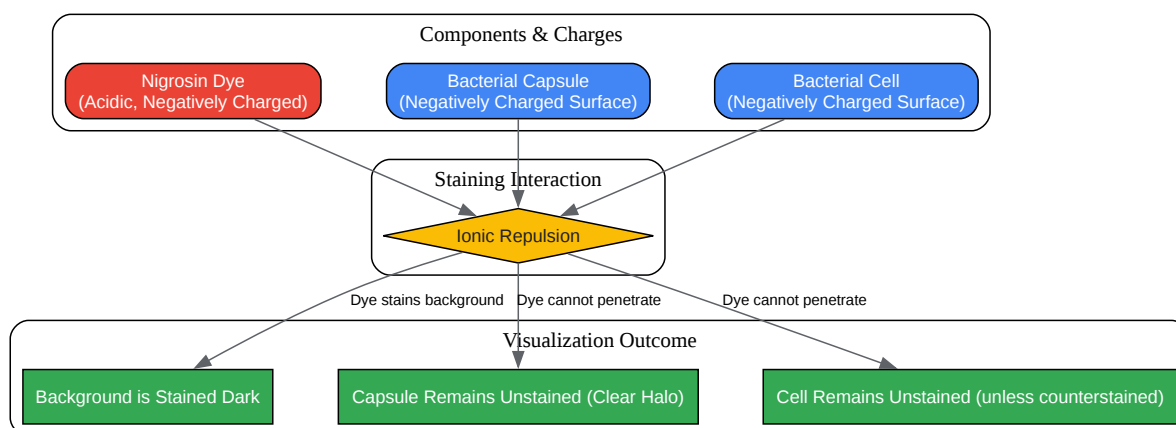 Components & Charges
Nigrosin Dye
(Acidic, Negatively Charged)
Bacterial Capsule
(Negatively Charged Surface)
Bacterial Cell
(Negatively Charged Surface)
Staining Interaction
Ionic Repulsion
Dye stains background
Dye cannot penetrate
Dye cannot penetrate
Visualization Outcome
Background is Stained Dark
Capsule Remains Unstained (Clear Halo)
Cell Remains Unstained (unless counterstained)